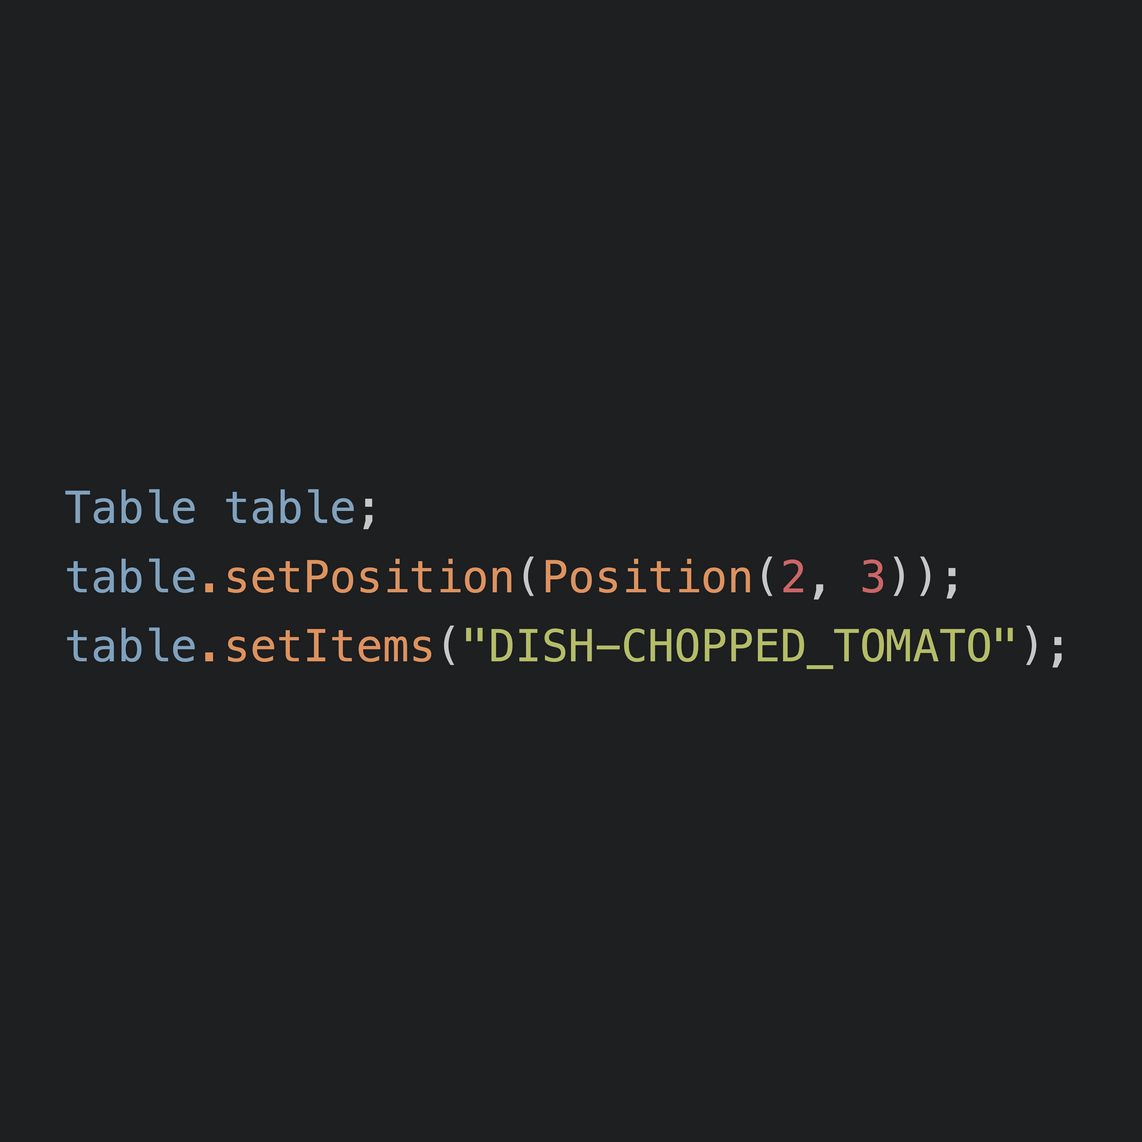 Table table;
table.setPosition(Position(2, 3));
table.setItems("DISH-CHOPPED_TOMATO");